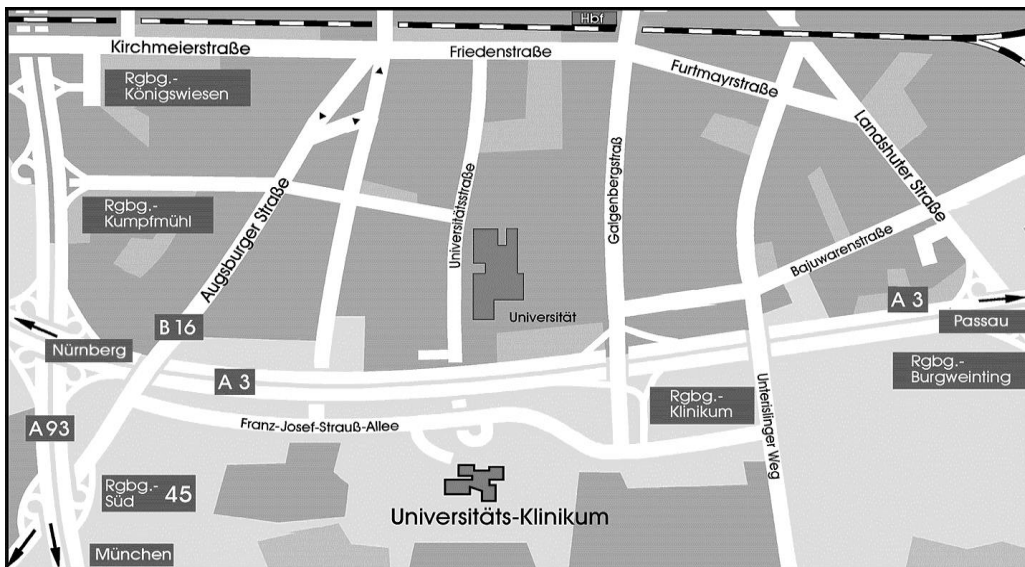 Hbf
Kirchmeierstraße
Friedenstraße
Rgbg.-
Königswiesen
Furtmayrstraße
Landshuter Straße
Rgbg.-
Kumpfmühl
Augsburger Straße
Universitätsstraße
Galgenbergstraß
Bajuwarenstraße
Universität
B 16
A 3
Nürnberg
Passau
A 3
Rgbg.-
Burgweinting
Rgbg.-
Klinikum
Unterislinger Weg
A 93
Franz-Josef-Strauß-Allee
Rgbg.-
Süd 45
Universitäts-Klinikum
München